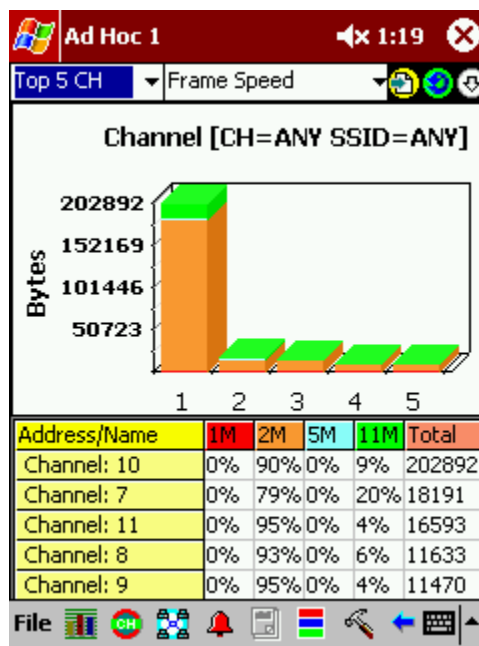 Ad Hoc 1 1:19
Top 5 CH Frame Speed
Channel [CH=ANY SSID=ANY]
Bytes
202892
152169
101446
50723
1 2 3 4 5
Address/Name 1M 2M 5M 11M Total
Channel: 10 0% 90% 0% 9% 202892
Channel: 7 0% 79% 0% 20% 18191
Channel: 11 0% 95% 0% 4% 16593
Channel: 8 0% 93% 0% 6% 11633
Channel: 9 0% 95% 0% 4% 11470
File CH